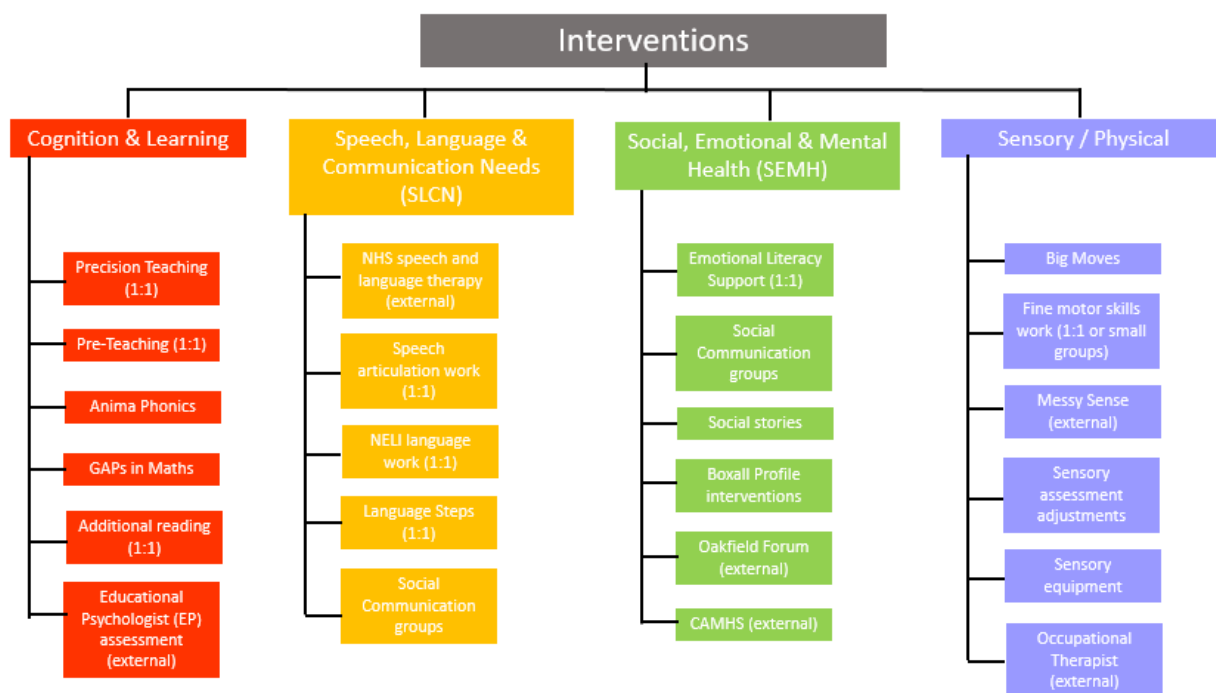 Interventions
Cognition & Learning
Precision Teaching
(1:1)
Pre-Teaching (1:1)
Anima Phonics
GAPs in Maths
Additional reading
(1:1)
Educational
Psychologist (EP)
assessment
(external)
Speech, Language &
Communication Needs
(SLCN)
NHS speech and
language therapy
(external)
Speech
articulation work
(1:1)
NELI language
work (1:1)
Language Steps
(1:1)
Social
Communication
groups
Social, Emotional & Mental
Health (SEMH)
Emotional Literacy
Support (1:1)
Social
Communication
groups
Social stories
Boxall Profile
interventions
Oakfield Forum
(external)
CAMHS (external)
Sensory / Physical
Big Moves
Fine motor skills
work (1:1 or small
groups)
Messy Sense
(external)
Sensory
assessment
adjustments
Sensory
equipment
Occupational
Therapist
(external)